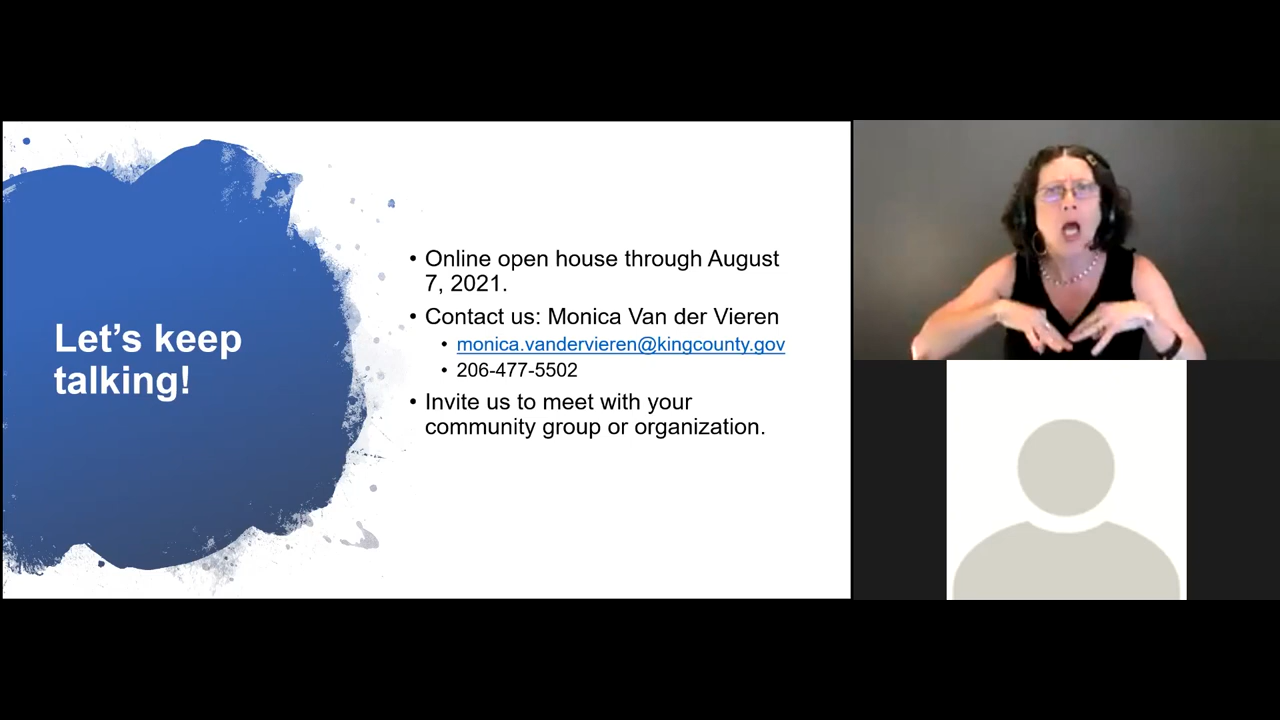 Let's keep
talking!
• Online open house through August
7, 2021.
• Contact us: Monica Van der Vieren
• monica.vandervieren@kingcounty.gov
• 206-477-5502
• Invite us to meet with your
community group or organization.